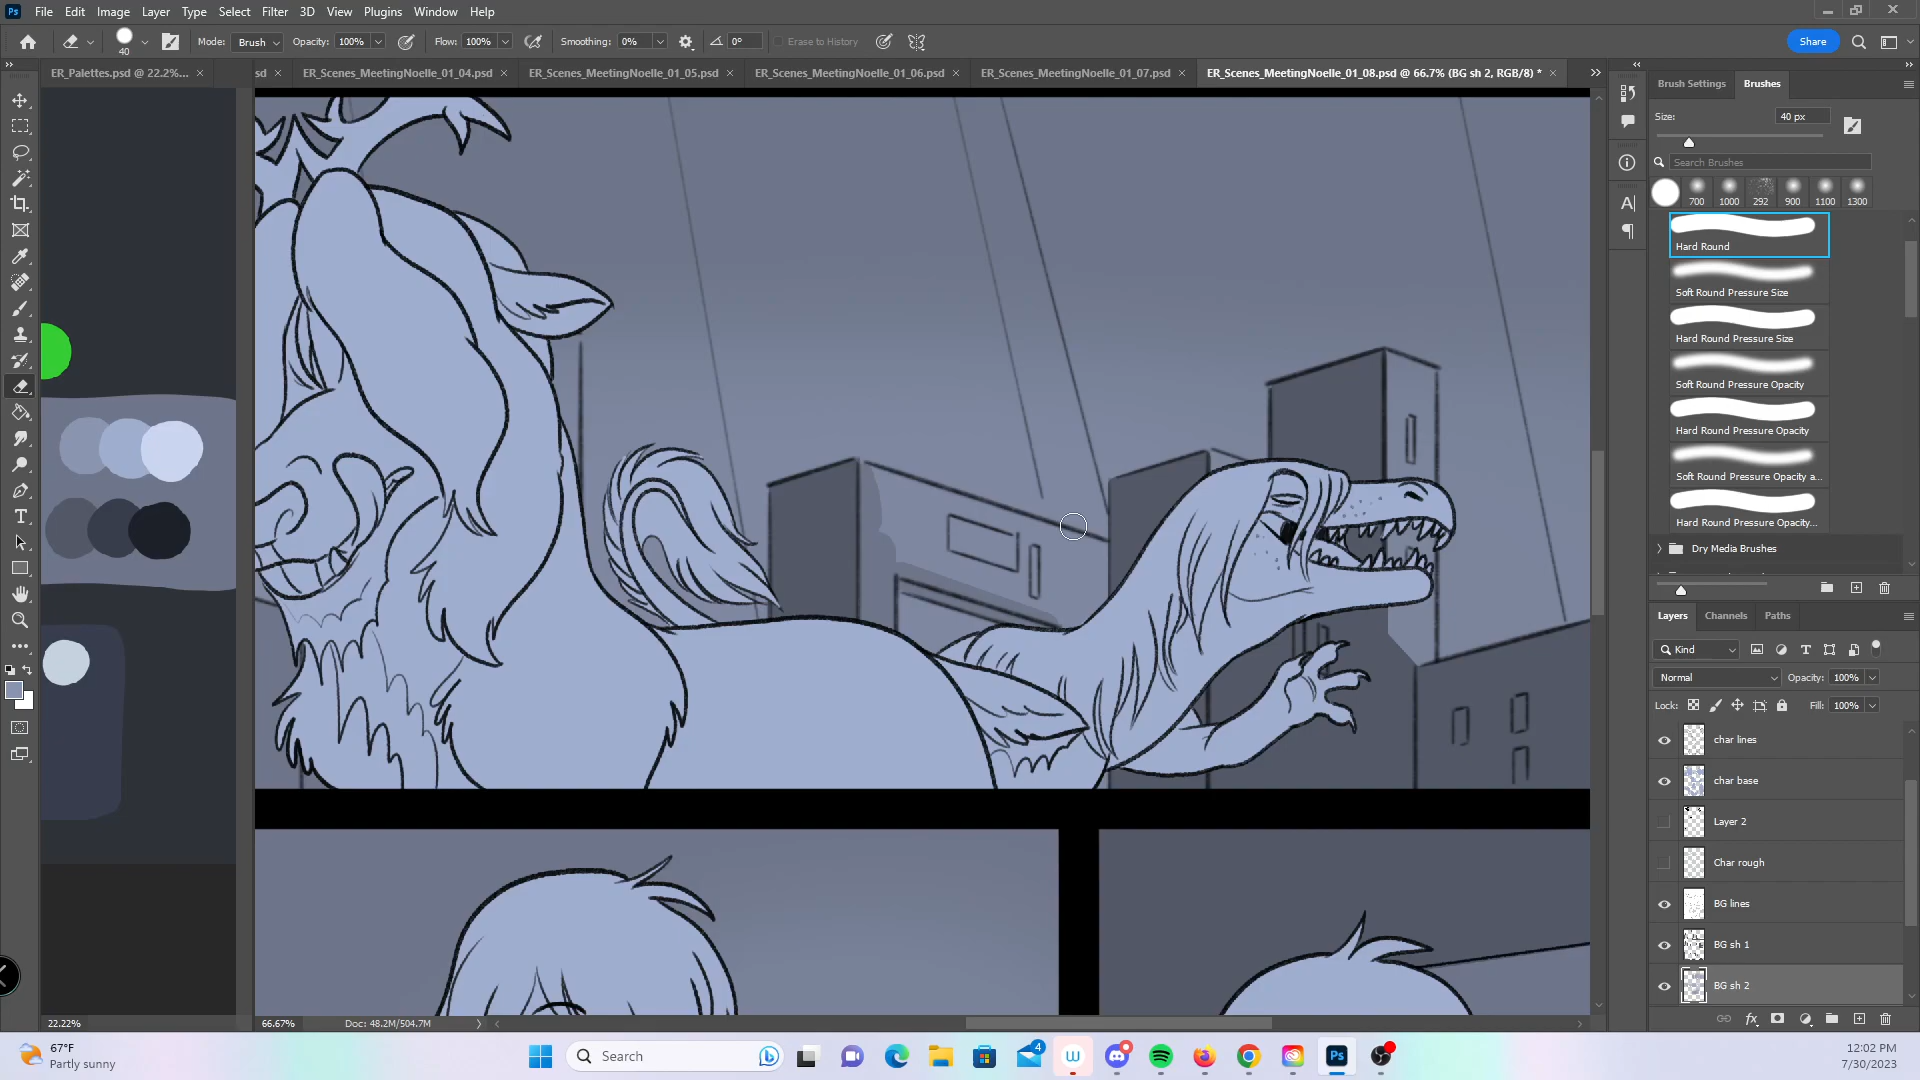 Ps File Edit Image Layer Type Select Filter 3D View Plugins Window Help
40 Mode: Brush Opacity: 100% Flow: 100% Smoothing: 0% 0° Erase to History Share
ER_Palettes.psd @ 22.2%... × sd × ER_Scenes_MeetingNoelle_01_04.psd × ER_Scenes_MeetingNoelle_01_05.psd × ER_Scenes_MeetingNoelle_01_06.psd × ER_Scenes_MeetingNoelle_01_07.psd × ER_Scenes_MeetingNoelle_01_08.psd @ 66.7% (BG sh 2, RGB/8) * ×
Brush Settings Brushes
Size: 40 px
Search Brushes
700 1000 292 900 1100 1300
Hard Round
Soft Round Pressure Size
Hard Round Pressure Size
Soft Round Pressure Opacity
Hard Round Pressure Opacity
Soft Round Pressure Opacity a...
Hard Round Pressure Opacity...
Dry Media Brushes
Layers Channels Paths
Kind
Normal Opacity: 100%
Lock: Fill: 100%
char lines
char base
Layer 2
Char rough
BG lines
BG sh 1
BG sh 2
22.22% 66.67% Doc: 48.2M/504.7M
67°F
Partly sunny
Search
4
Ps
12:02 PM
7/30/2023